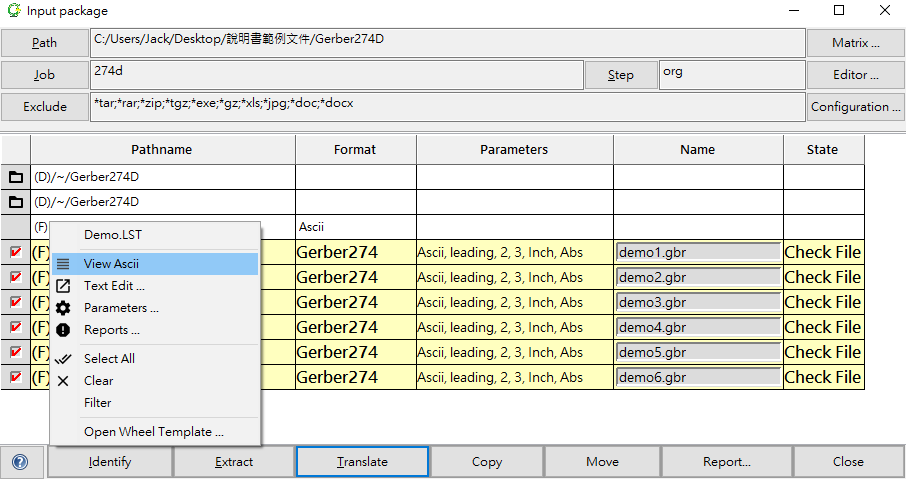 Input package
Path C:/Users/Jack/Desktop/說明書範例文件/Gerber274D Matrix ...
Job 274d Step org Editor ...
Exclude *tar;*rar;*zip;*tgz;*exe;*gz;*xls;*jpg;*doc;*docx Configuration ...
Pathname Format Parameters Name State
(D)/~/Gerber274D
(D)/~/Gerber274D
(F) Ascii
Demo.LST
(F) Gerber274 Ascii, leading, 2, 3, Inch, Abs demo1.gbr Check File
View Ascii
(F) Gerber274 Ascii, leading, 2, 3, Inch, Abs demo2.gbr Check File
Text Edit ...
(F) Gerber274 Ascii, leading, 2, 3, Inch, Abs demo3.gbr Check File
Parameters ...
(F) Gerber274 Ascii, leading, 2, 3, Inch, Abs demo4.gbr Check File
Reports ...
(F) Gerber274 Ascii, leading, 2, 3, Inch, Abs demo5.gbr Check File
Select All
(F) Gerber274 Ascii, leading, 2, 3, Inch, Abs demo6.gbr Check File
Clear
Filter
Open Wheel Template ...
Identify Extract Translate Copy Move Report... Close